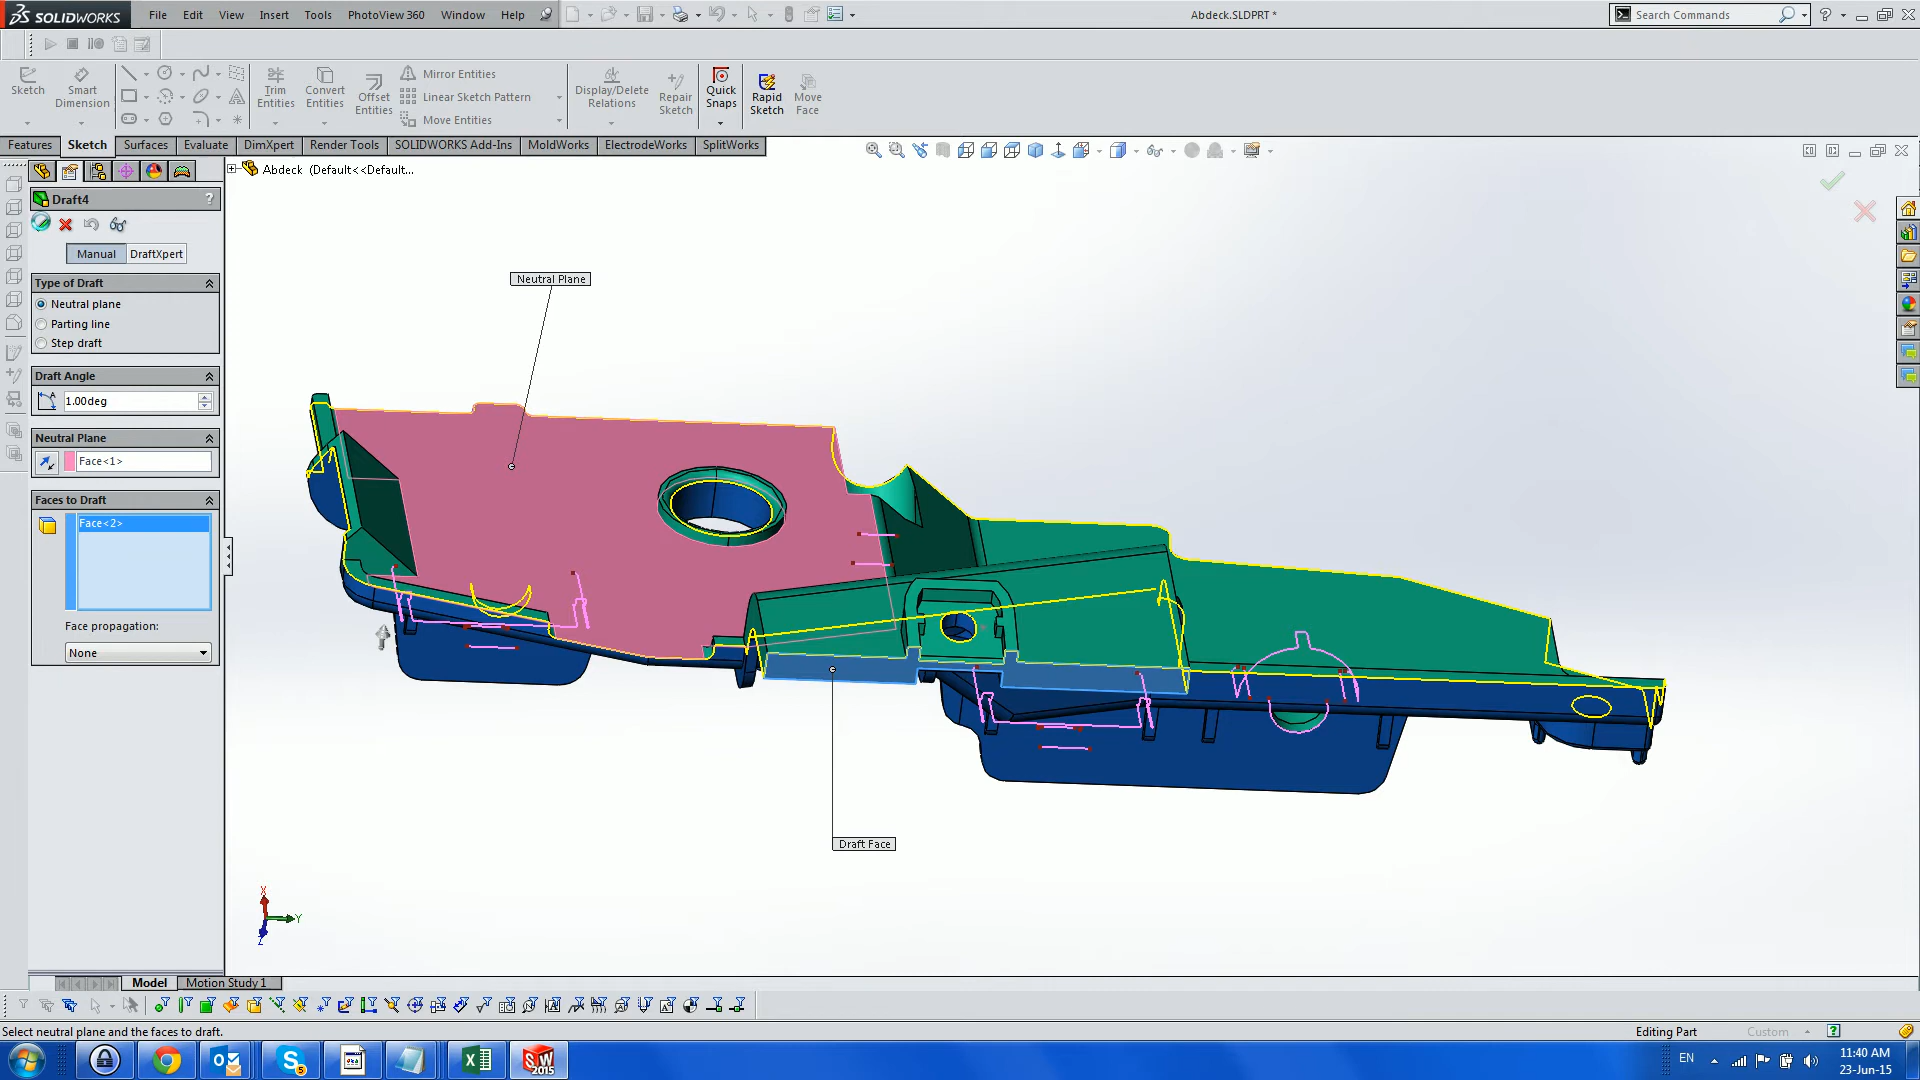 SOLIDWORKS File Edit View Insert Tools PhotoView 360 Window Help Abdeck.SLDPRT * Search Commands
Sketch
Smart Dimension
Trim Entities
Convert Entities
Offset Entities
Mirror Entities
Linear Sketch Pattern
Move Entities
Display/Delete Relations
Repair Sketch
Quick Snaps
Rapid Sketch
Move Face
Features Sketch Surfaces Evaluate DimXpert Render Tools SOLIDWORKS Add-Ins MoldWorks ElectrodeWorks SplitWorks
Abdeck (Default<<Default...
Draft4 ?
Manual DraftXpert
Type of Draft
Neutral plane
Parting line
Step draft
Draft Angle
1.00deg
Neutral Plane
Face<1>
Faces to Draft
Face<2>
Face propagation:
None
Neutral Plane
Draft Face
X
Y
Z
Model Motion Study 1
Select neutral plane and the faces to draft. Editing Part Custom
EN 11:40 AM
23-Jun-15
5
SW
2015